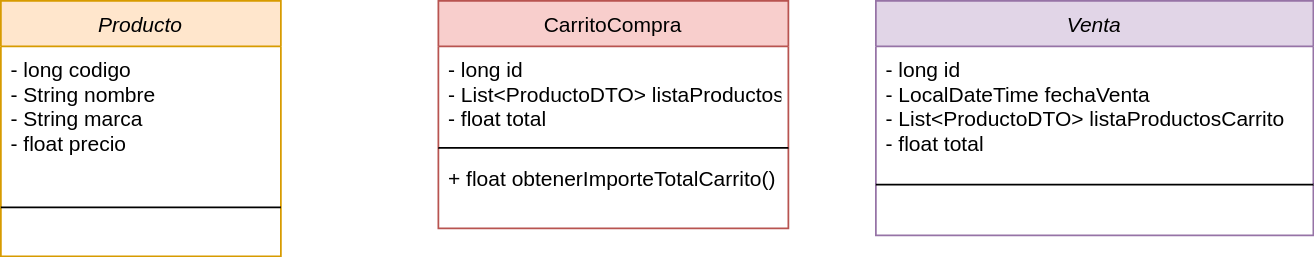 Producto
- long codigo
- String nombre
- String marca
- float precio
CarritoCompra
- long id
- List<ProductoDTO> listaProductos
- float total
+ float obtenerImporteTotalCarrito()
Venta
- long id
- LocalDateTime fechaVenta
- List<ProductoDTO> listaProductosCarrito
- float total